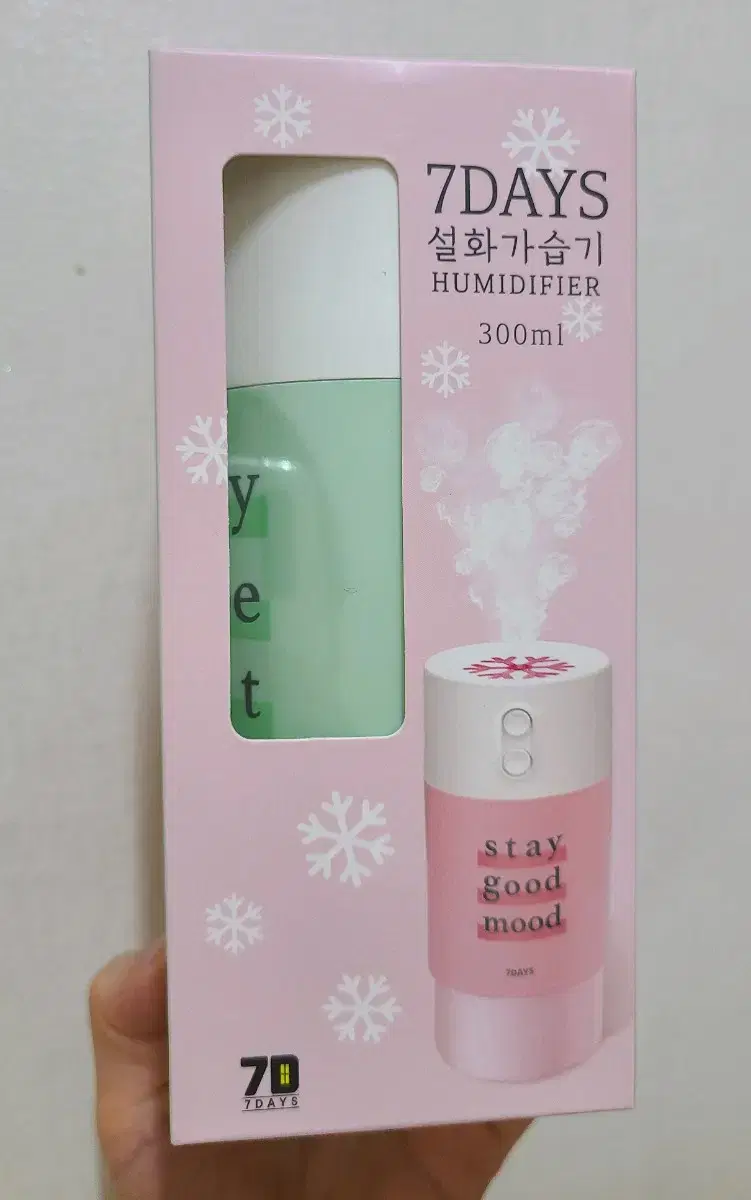 7DAYS
설화가습기
HUMIDIFIER
300ml
y
e
t
stay
good
mood
7DAYS
7D
7DAYS